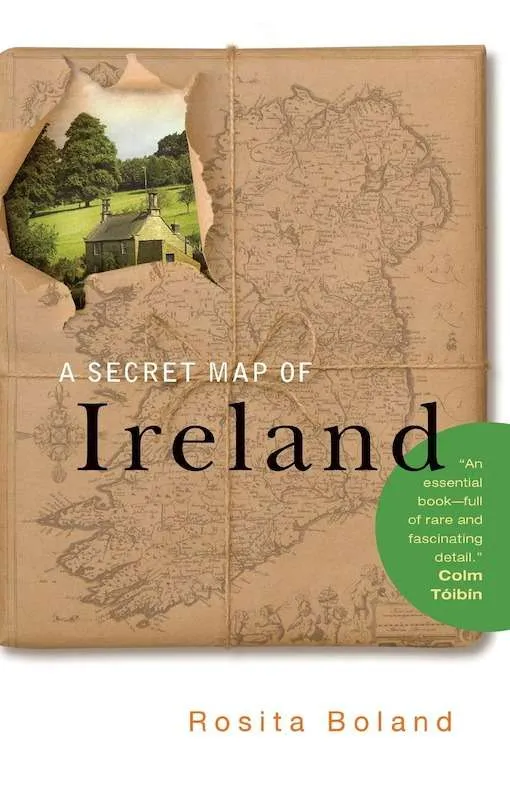 A SECRET MAP OF
Ireland
“An
essential
book—full
of rare and
fascinating
detail.”
Colm
Tóibín
Rosita Boland